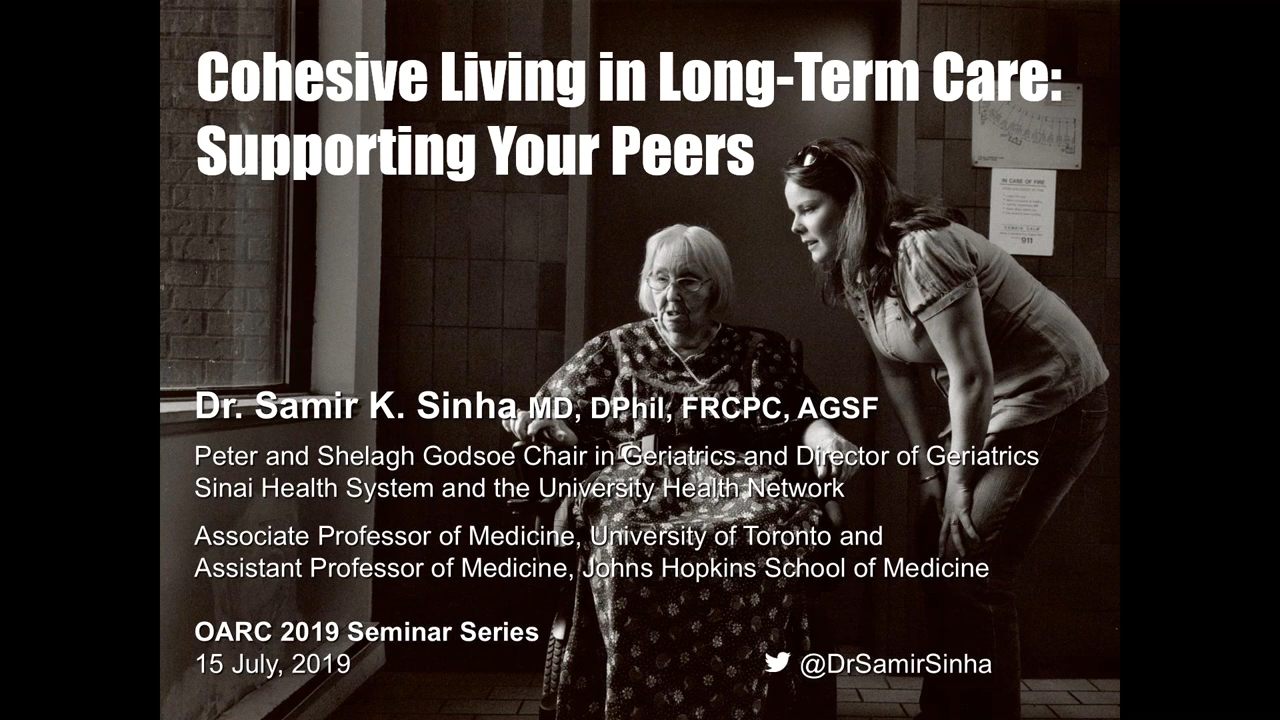 Cohesive Living in Long-Term Care:
Supporting Your Peers
IN CASE OF FIRE
911
Dr. Samir K. Sinha MD, DPhil, FRCPC, AGSF
Peter and Shelagh Godsoe Chair in Geriatrics and Director of Geriatrics
Sinai Health System and the University Health Network
Associate Professor of Medicine, University of Toronto and
Assistant Professor of Medicine, Johns Hopkins School of Medicine
OARC 2019 Seminar Series
15 July, 2019
@DrSamirSinha